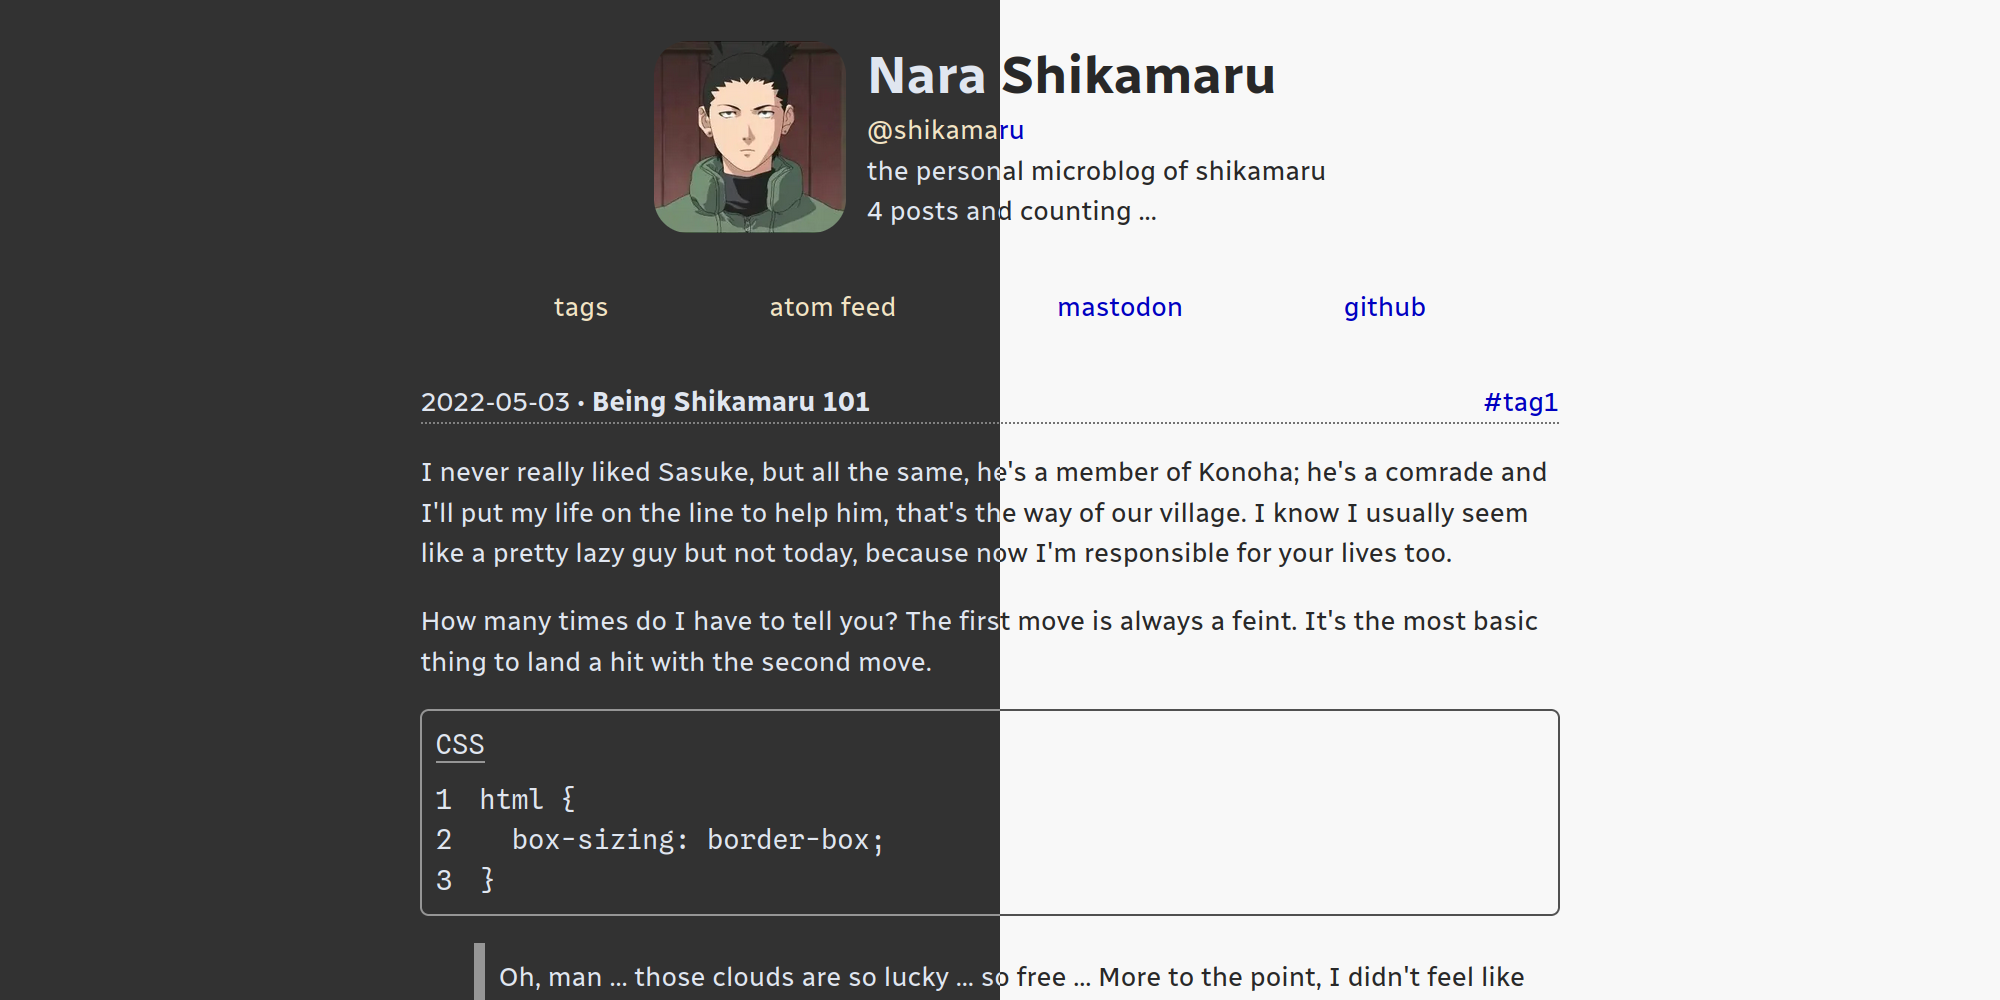 Nara Shikamaru
@shikamaru
the personal microblog of shikamaru
4 posts and counting ...
tags atom feed mastodon github
2022-05-03 • Being Shikamaru 101 #tag1
I never really liked Sasuke, but all the same, he's a member of Konoha; he's a comrade and
I'll put my life on the line to help him, that's the way of our village. I know I usually seem
like a pretty lazy guy but not today, because now I'm responsible for your lives too.
How many times do I have to tell you? The first move is always a feint. It's the most basic
thing to land a hit with the second move.
CSS
1 html {
2   box-sizing: border-box;
3 }
Oh, man ... those clouds are so lucky ... so free ... More to the point, I didn't feel like